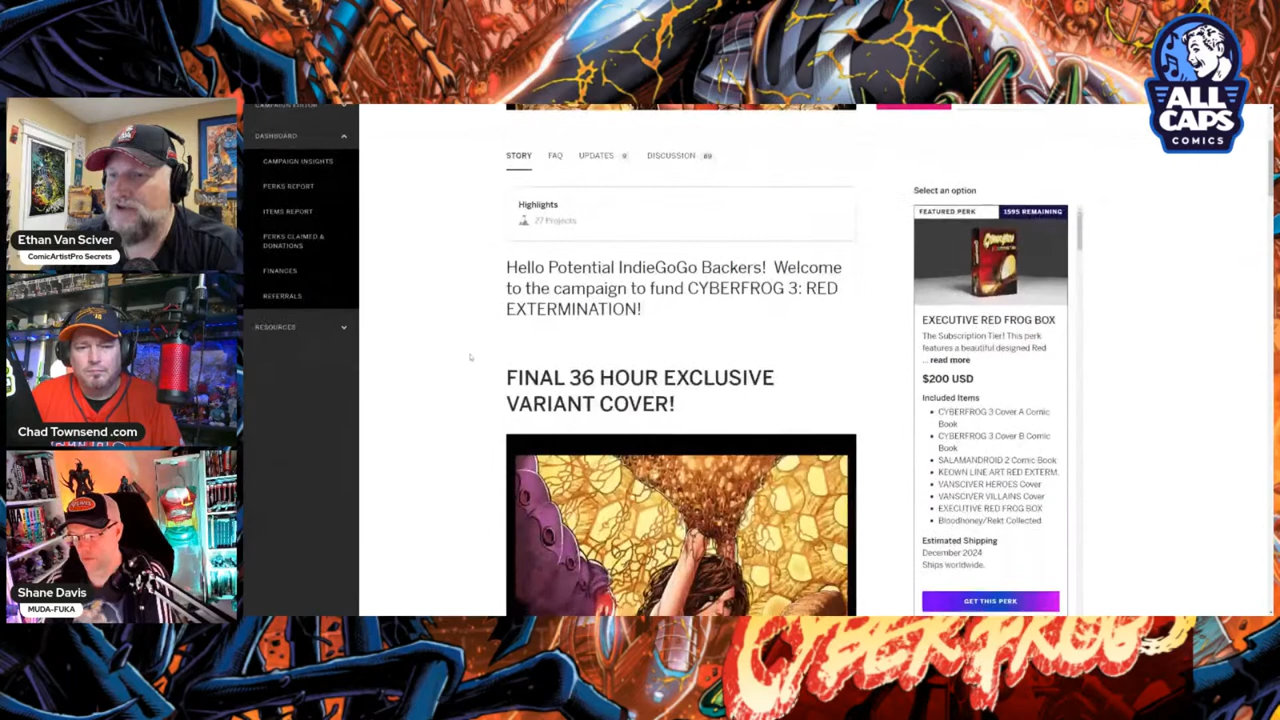 ALL
CAPS
COMICS
Ethan Van Sciver
ComicArtistPro Secrets
Chad Townsend .com
Shane Davis
MUDA-FUKA
CAMPAIGN EDITOR
DASHBOARD
CAMPAIGN INSIGHTS
PERKS REPORT
ITEMS REPORT
PERKS CLAIMED &
DONATIONS
FINANCES
REFERRALS
RESOURCES
STORY FAQ UPDATES DISCUSSION
Highlights
27 Projects
Hello Potential IndieGoGo Backers! Welcome
to the campaign to fund CYBERFROG 3: RED
EXTERMINATION!
FINAL 36 HOUR EXCLUSIVE
VARIANT COVER!
Select an option
FEATURED PERK 1595 REMAINING
EXECUTIVE RED FROG BOX
The Subscription Tier! This perk
features a beautiful designed Red
... read more
$200 USD
Included Items
• CYBERFROG 3 Cover A Comic
Book
• CYBERFROG 3 Cover B Comic
Book
• SALAMANDROID 2 Comic Book
• KEOWN LINE ART RED EXTERM.
• VANSCIVER HEROES Cover
• VANSCIVER VILLAINS Cover
• EXECUTIVE RED FROG BOX
• Bloodhoney/Rekt Collected
Estimated Shipping
December 2024
Ships worldwide.
GET THIS PERK
CYBERFROG